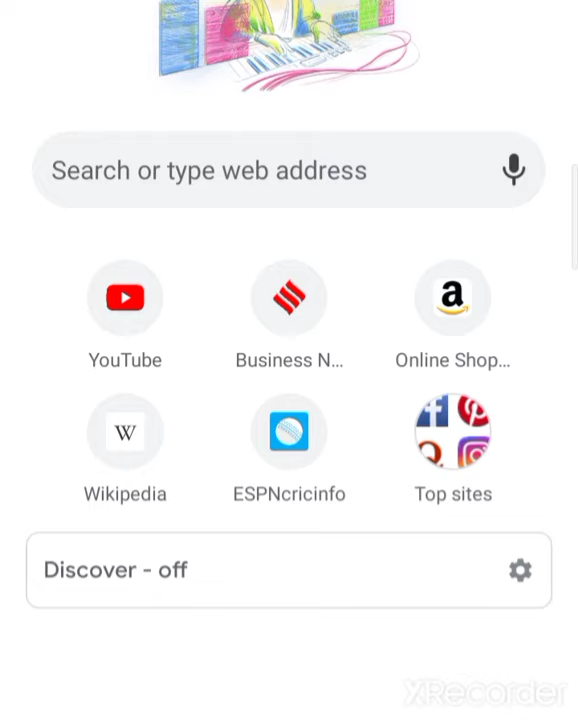 Search or type web address
YouTube
Business N...
a
Online Shop...
W
Wikipedia
ESPNcricinfo
Top sites
Discover - off
XRecorder